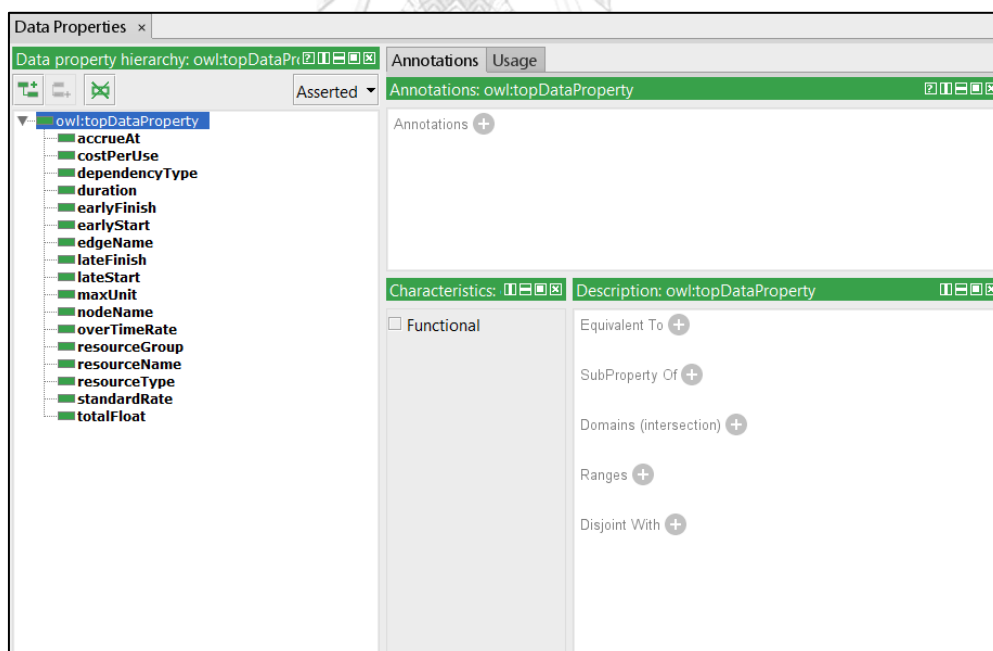 Data Properties ×
Data property hierarchy: owl:topDataPr
Asserted
owl:topDataProperty
accrueAt
costPerUse
dependencyType
duration
earlyFinish
earlyStart
edgeName
lateFinish
lateStart
maxUnit
nodeName
overTimeRate
resourceGroup
resourceName
resourceType
standardRate
totalFloat
Annotations Usage
Annotations: owl:topDataProperty
Annotations
Characteristics:
Functional
Description: owl:topDataProperty
Equivalent To
SubProperty Of
Domains (intersection)
Ranges
Disjoint With